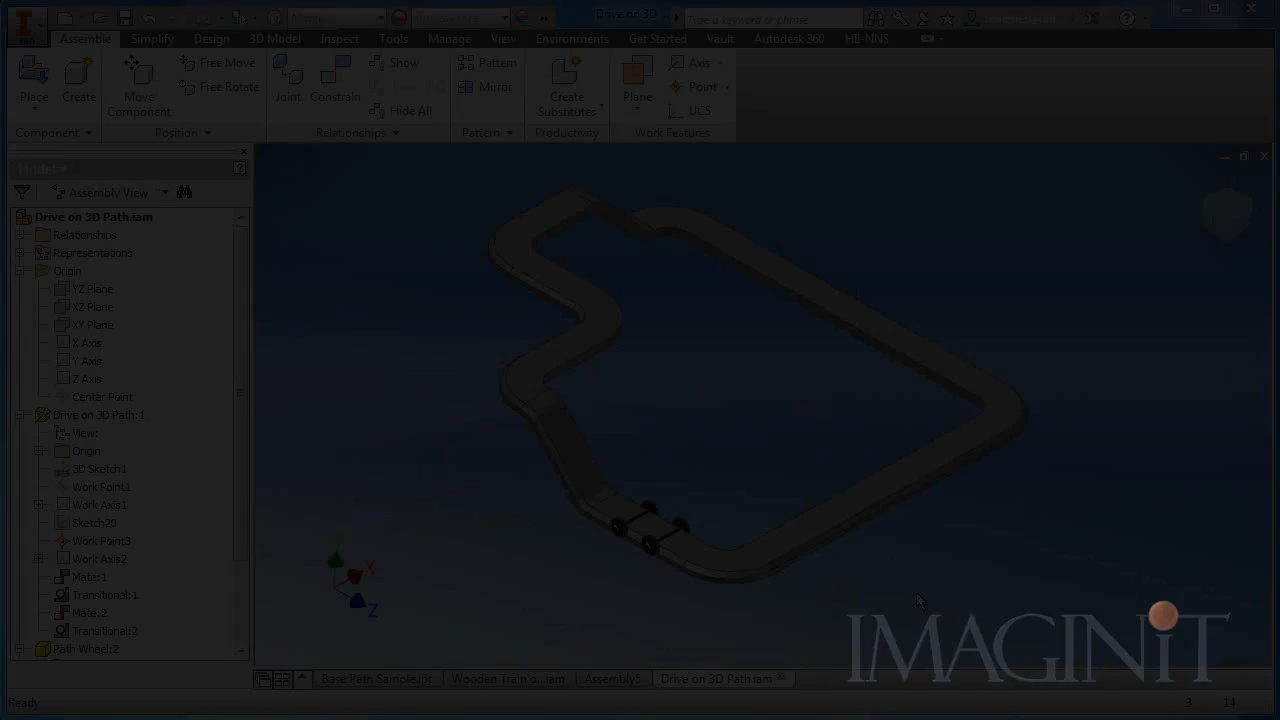 Drive on 3D
Type a keyword or phrase
PRO
Assemble Simplify Design 3D Model Inspect Tools Manage View Environments Get Started Vault Autodesk 360 HII-NNS
Free Move
Show
Pattern
Axis
Free Rotate
Mirror
Point
Place Create Move Component Joint Constrain Hide All Create Substitutes Plane UCS
Component Position Relationships Pattern Productivity Work Features
Model
Assembly View
Drive on 3D Path.iam
Relationships
Representations
Origin
YZ Plane
XZ Plane
XY Plane
X Axis
Y Axis
Z Axis
Center Point
Drive on 3D Path:1
View:
Origin
3D Sketch1
Work Point1
Work Axis1
Sketch20
Work Point3
Work Axis2
Mate:1
Transitional:1
Mate:2
Transitional:2
Path Wheel:2
X
Z
IMAGINiT
Base Path Sample.ipt Wooden Train o...iam Assembly5 Drive on 3D Path.iam
Ready 3 14